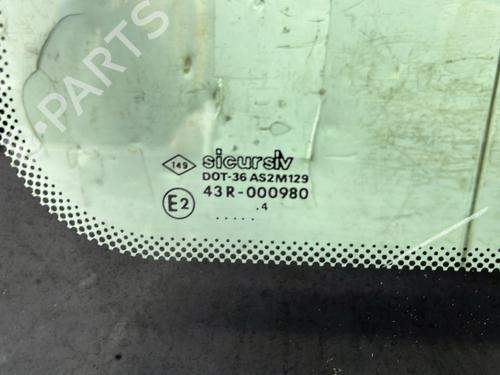 B-PARTS
149 sicursiv
DOT-36 AS2M129
E2 43R-000980
.4
.....